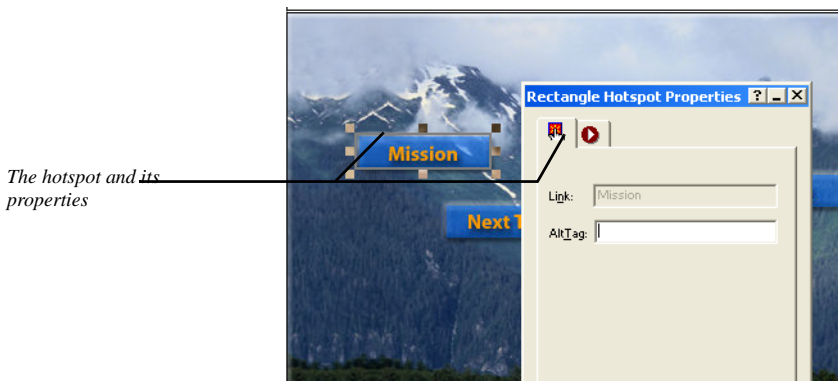 Rectangle Hotspot Properties
Mission
The hotspot and its
properties
Link: Mission
Next T
AltTag: